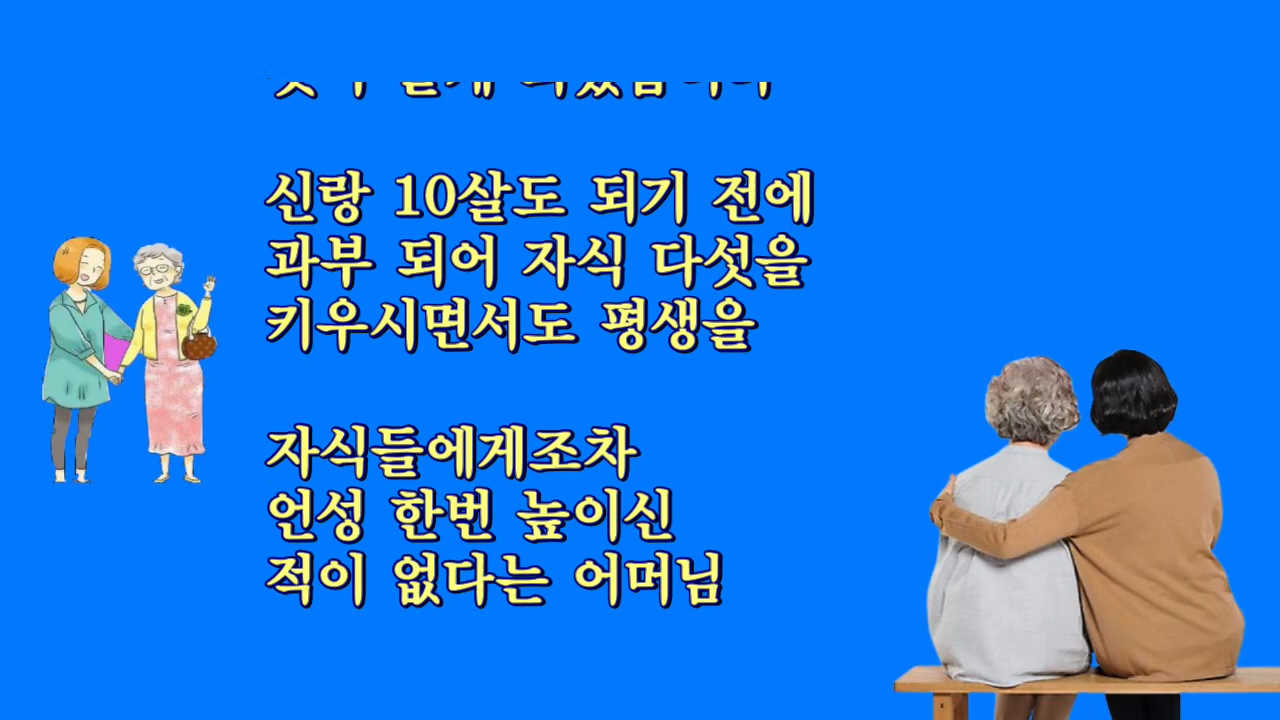 신랑 10살도 되기 전에
과부 되어 자식 다섯을
키우시면서도 평생을
자식들에게조차
언성 한번 높이신
적이 없다는 어머님